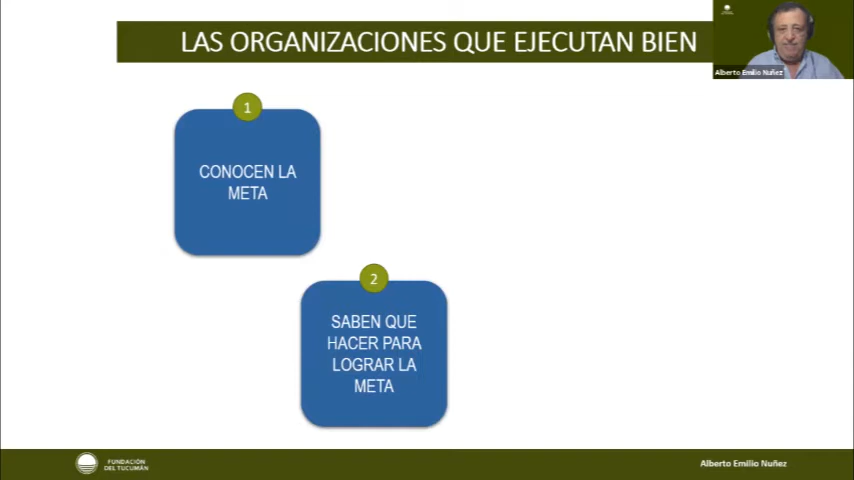 LAS ORGANIZACIONES QUE EJECUTAN BIEN
Alberto Emilio Nuñez
1
CONOCEN LA
META
2
SABEN QUE
HACER PARA
LOGRAR LA
META
FUNDACIÓN
DEL TUCUMÁN
Alberto Emilio Nuñez